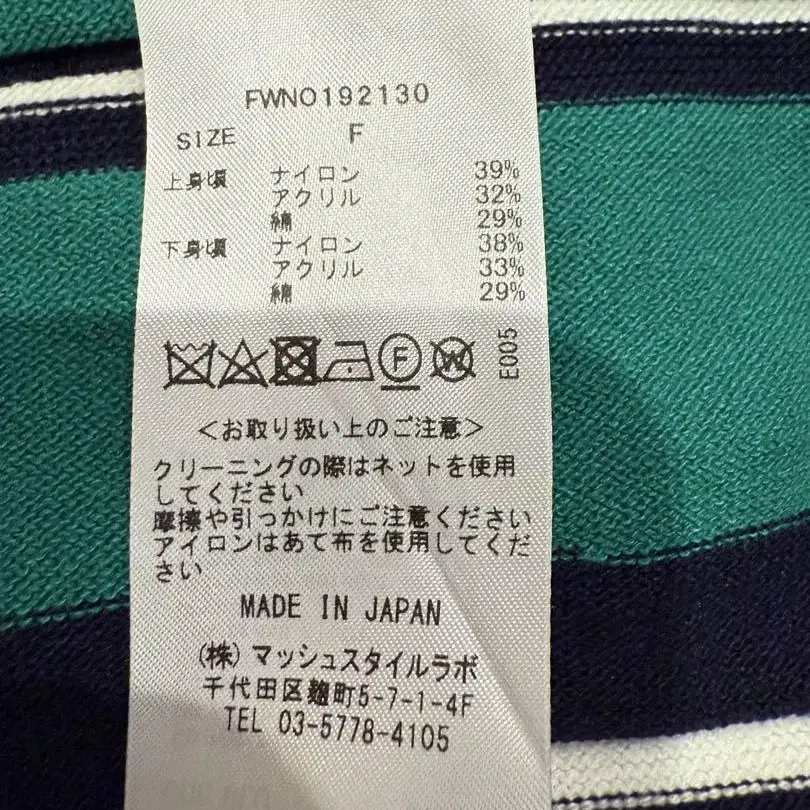 FWNO192130
SIZE F
上身頃 ナイロン 39%
アクリル 32%
綿 29%
下身頃 ナイロン 38%
アクリル 33%
綿 29%
F W E005
<お取り扱い上のご注意>
クリーニングの際はネットを使用
してください
摩擦や引っかけにご注意ください
アイロンはあて布を使用してくだ
さい
MADE IN JAPAN
(株)マッシュスタイルラボ
千代田区麹町5-7-1-4F
TEL 03-5778-4105